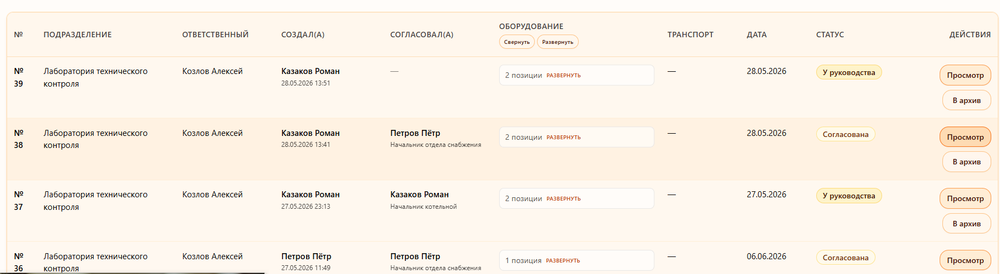 № ПОДРАЗДЕЛЕНИЕ ОТВЕТСТВЕННЫЙ СОЗДАЛ(А) СОГЛАСОВАЛ(А) ОБОРУДОВАНИЕ ТРАНСПОРТ ДАТА СТАТУС ДЕЙСТВИЯ
Свернуть Развернуть
№ Лаборатория технического Козлов Алексей Казаков Роман — 2 позиции РАЗВЕРНУТЬ — 28.05.2026 У руководства Просмотр
39 контроля 28.05.2026 13:51
В архив
№ Лаборатория технического Козлов Алексей Казаков Роман Петров Пётр 2 позиции РАЗВЕРНУТЬ — 28.05.2026 Согласована Просмотр
38 контроля 28.05.2026 13:41 Начальник отдела снабжения
В архив
№ Лаборатория технического Козлов Алексей Казаков Роман Казаков Роман 2 позиции РАЗВЕРНУТЬ — 27.05.2026 У руководства Просмотр
37 контроля 27.05.2026 23:13 Начальник котельной
В архив
№ Лаборатория технического Козлов Алексей Петров Пётр Петров Пётр 1 позиция РАЗВЕРНУТЬ — 06.06.2026 Согласована Просмотр
36 контроля 27.05.2026 11:49 Начальник отдела снабжения